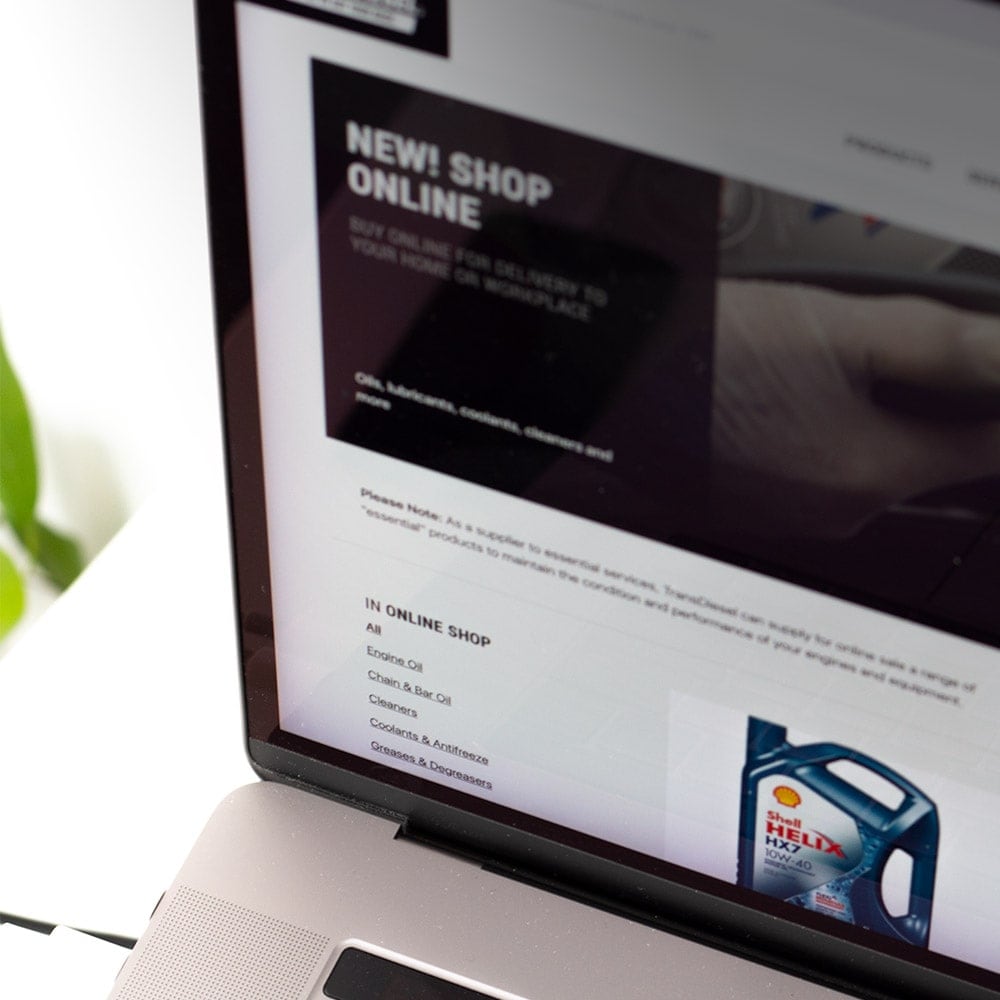 PRODUCTS
NEW! SHOP
ONLINE
BUY ONLINE FOR DELIVERY TO
YOUR HOME OR WORKPLACE
Oils, lubricants, coolants, cleaners and
more
Please Note: As a supplier to essential services, TransDiesel can supply for online sale a range of
"essential" products to maintain the condition and performance of your engines and equipment.
IN ONLINE SHOP
All
Engine Oil
Chain & Bar Oil
Cleaners
Coolants & Antifreeze
Greases & Degreasers
Shell
HELIX
HX7
10W-40